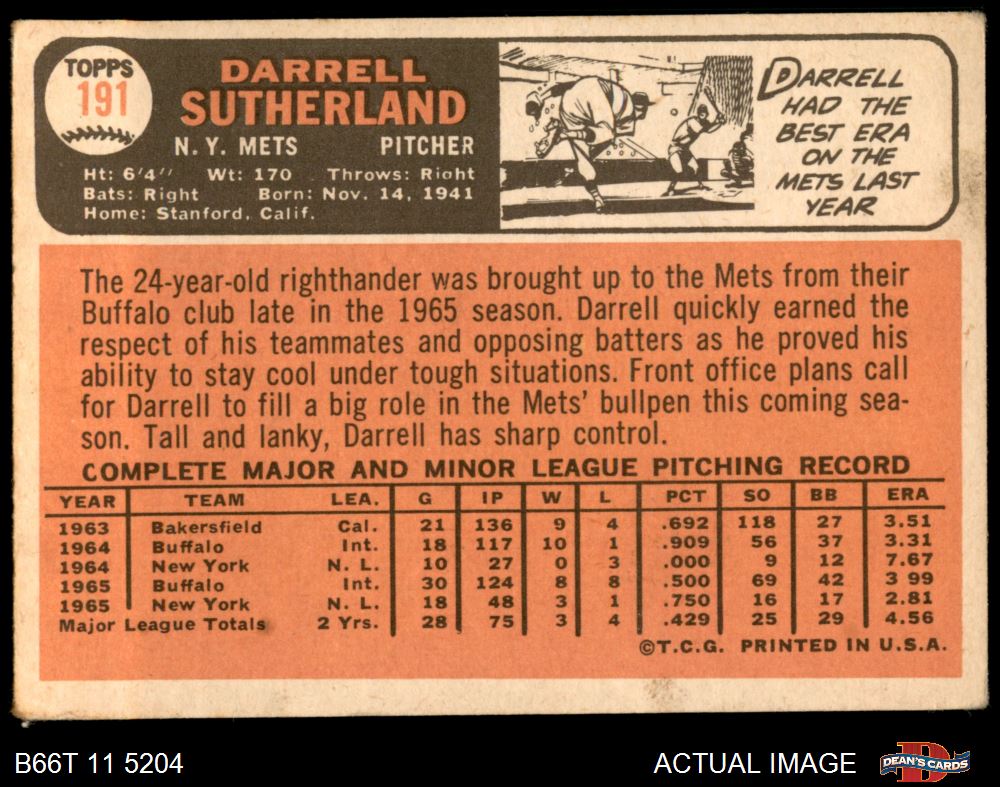 TOPPS
191
DARRELL
SUTHERLAND
N. Y. METS PITCHER
Ht: 6'4" Wt: 170 Throws: Right
Bats: Right Born: Nov. 14, 1941
Home: Stanford, Calif.
DARRELL
HAD THE
BEST ERA
ON THE
METS LAST
YEAR
The 24-year-old righthander was brought up to the Mets from their
Buffalo club late in the 1965 season. Darrell quickly earned the
respect of his teammates and opposing batters as he proved his
ability to stay cool under tough situations. Front office plans call
for Darrell to fill a big role in the Mets' bullpen this coming sea-
son. Tall and lanky, Darrell has sharp control.
COMPLETE MAJOR AND MINOR LEAGUE PITCHING RECORD
YEAR TEAM LEA. G IP W L PCT SO BB ERA
1963 Bakersfield Cal. 21 136 9 4 .692 118 27 3.51
1964 Buffalo Int. 18 117 10 1 .909 56 37 3.31
1964 New York N. L. 10 27 0 3 .000 9 12 7.67
1965 Buffalo Int. 30 124 8 8 .500 69 42 3 99
1965 New York N. L. 18 48 3 1 .750 16 17 2.81
Major League Totals 2 Yrs. 28 75 3 4 .429 25 29 4.56
©T.C.G. PRINTED IN U.S.A.
B66T 11 5204 ACTUAL IMAGE DEAN'S CARDS